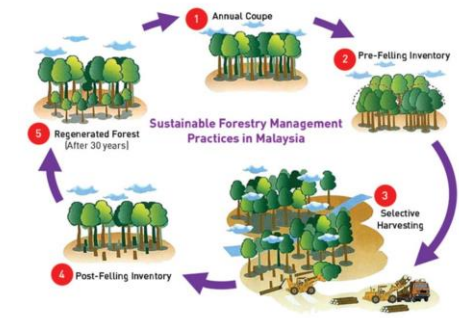 1 Annual Coupe
2 Pre-Felling Inventory
Sustainable Forestry Management
Practices in Malaysia
3
Selective
Harvesting
4 Post-Felling Inventory
5 Regenerated Forest
(After 30 years)